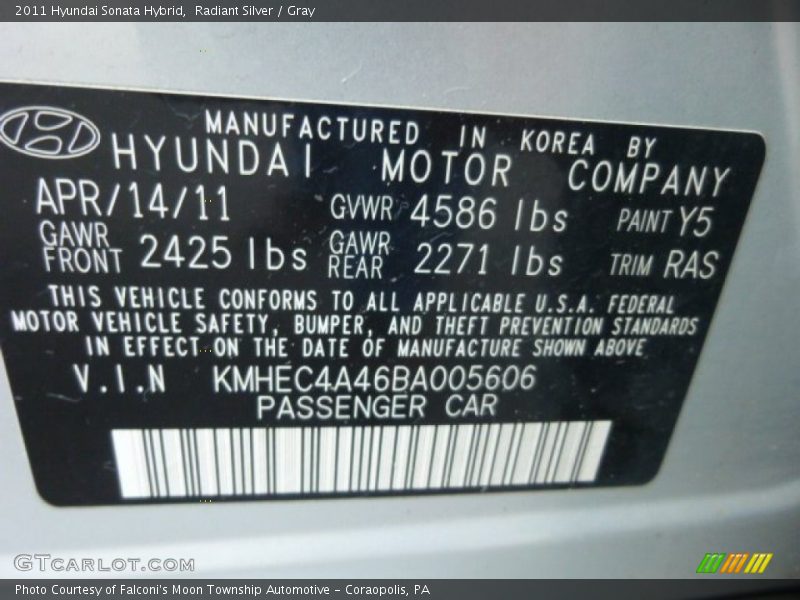 2011 Hyundai Sonata Hybrid, Radiant Silver / Gray
MANUFACTURED IN KOREA BY
HYUNDAI MOTOR COMPANY
APR/14/11 GVWR 4586 lbs PAINT Y5
GAWR FRONT 2425 lbs GAWR REAR 2271 lbs TRIM RAS
THIS VEHICLE CONFORMS TO ALL APPLICABLE U.S.A. FEDERAL
MOTOR VEHICLE SAFETY, BUMPER, AND THEFT PREVENTION STANDARDS
IN EFFECT ON THE DATE OF MANUFACTURE SHOWN ABOVE
V.I.N KMHEC4A46BA005606
PASSENGER CAR
GTCARLOT.COM
Photo Courtesy of Falconi's Moon Township Automotive - Coraopolis, PA